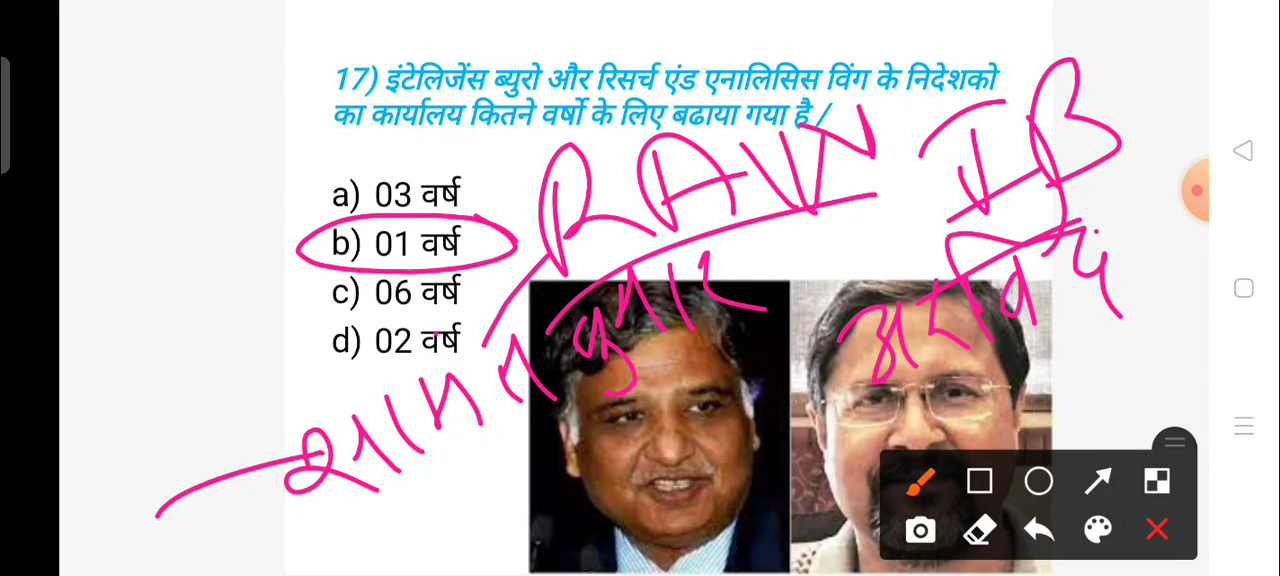 17) इंटेलिजेंस ब्युरो और रिसर्च एंड एनालिसिस विंग के निदेशको
का कार्यालय कितने वर्षो के लिए बढाया गया है /
RAW IB
a) 03 वर्ष
b) 01 वर्ष
c) 06 वर्ष
d) 02 वर्ष
सामन्त कुमार